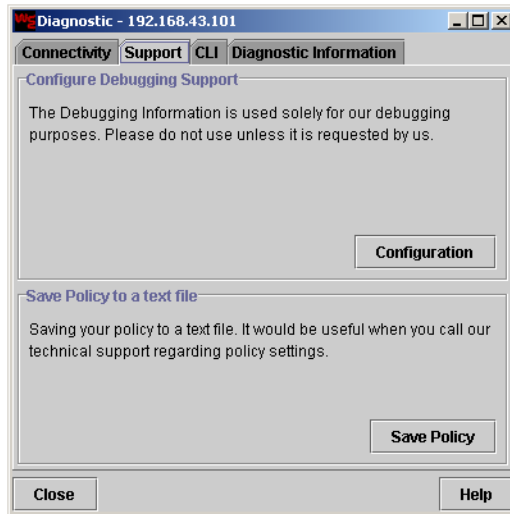 WG Diagnostic - 192.168.43.101
Connectivity Support CLI Diagnostic Information
Configure Debugging Support
The Debugging Information is used solely for our debugging
purposes. Please do not use unless it is requested by us.
Configuration
Save Policy to a text file
Saving your policy to a text file. It would be useful when you call our
technical support regarding policy settings.
Save Policy
Close Help